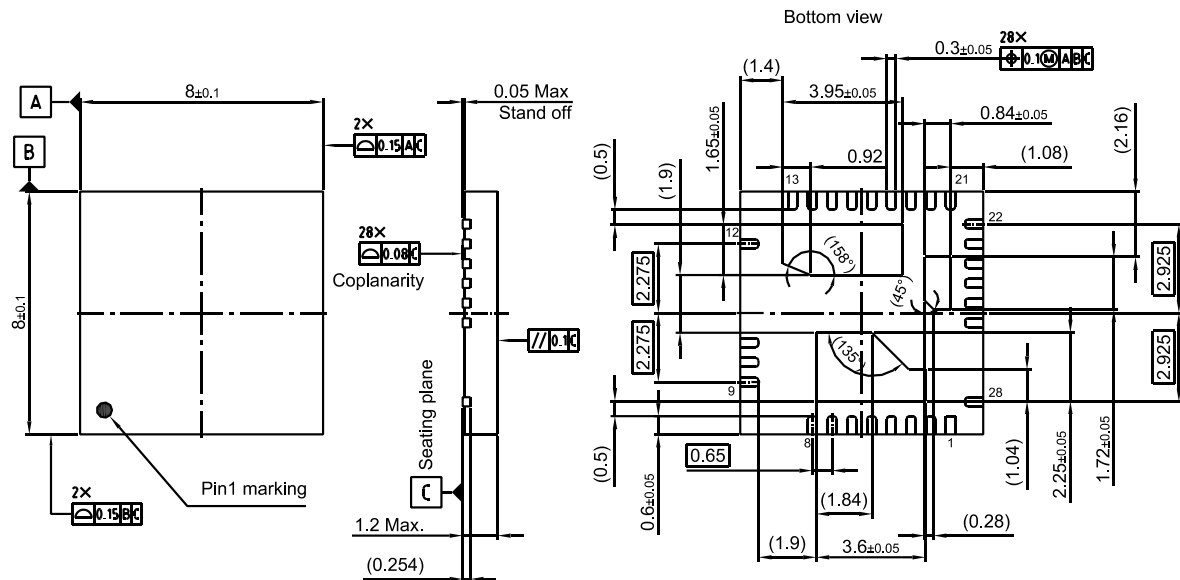 Bottom view
A
8±0.1
2×
⌓ 0.15 A C
B
8±0.1
0.05 Max
Stand off
28×
⌓ 0.08 C
Coplanarity
// 0.1 C
Seating plane
C
Pin1 marking
2×
⌓ 0.15 B C
1.2 Max.
(0.254)
0.3±0.05
28×
⌖ 0.1 Ⓜ A B C
(1.4)
3.95±0.05
0.84±0.05
(2.16)
(0.5)
(1.9)
1.65±0.05
0.92
(1.08)
13
21
12
22
(158°)
(45°)
2.275
2.925
2.275
(135°)
2.925
9
28
8
1
0.65
(0.5)
0.6±0.05
(1.84)
(1.04)
2.25±0.05
1.72±0.05
(0.28)
(1.9)
3.6±0.05